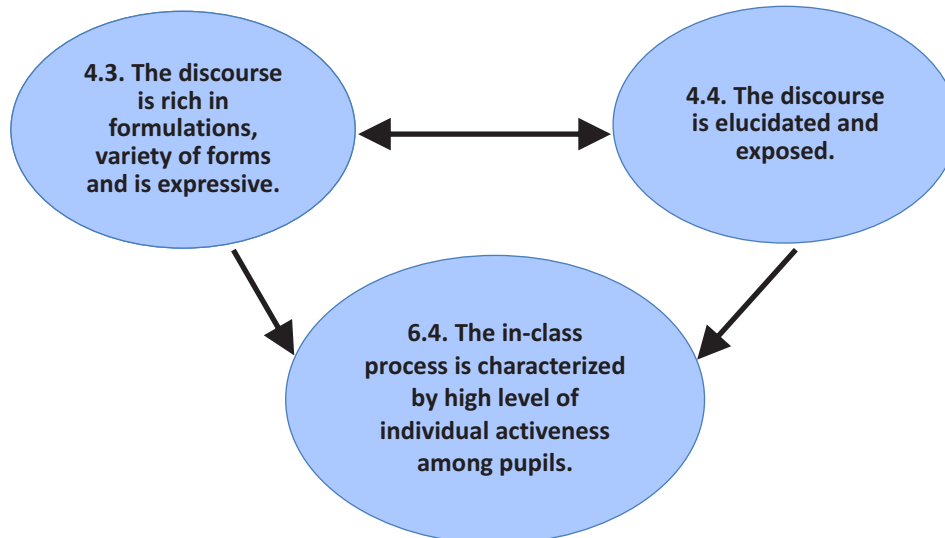 4.3. The discourse
is rich in
formulations,
variety of forms
and is expressive.
4.4. The discourse
is elucidated and
exposed.
6.4. The in-class
process is characterized
by high level of
individual activeness
among pupils.